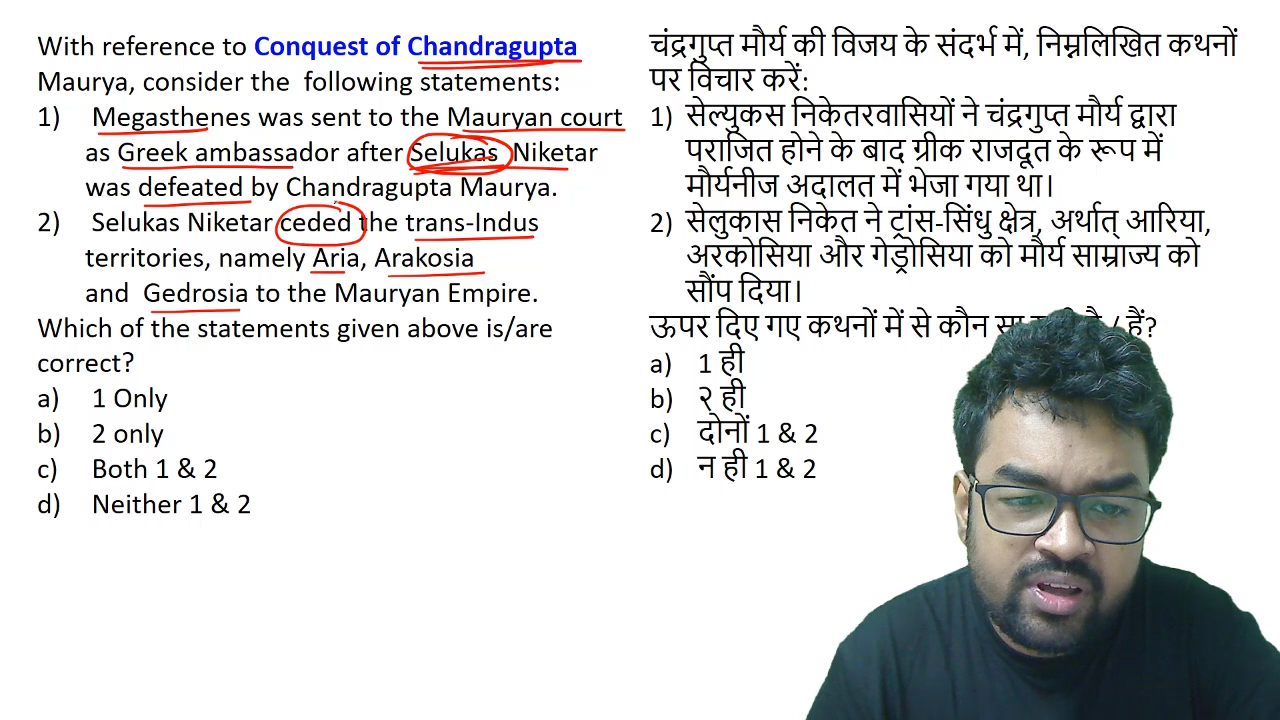 With reference to Conquest of Chandragupta
Maurya, consider the following statements:
1) Megasthenes was sent to the Mauryan court
as Greek ambassador after Selukas Niketar
was defeated by Chandragupta Maurya.
2) Selukas Niketar ceded the trans-Indus
territories, namely Aria, Arakosia
and Gedrosia to the Mauryan Empire.
Which of the statements given above is/are
correct?
a) 1 Only
b) 2 only
c) Both 1 & 2
d) Neither 1 & 2
चंद्रगुप्त मौर्य की विजय के संदर्भ में, निम्नलिखित कथनों
पर विचार करें:
1) सेल्युकस निकेतरवासियों ने चंद्रगुप्त मौर्य द्वारा
पराजित होने के बाद ग्रीक राजदूत के रूप में
मौर्यनीज अदालत में भेजा गया था।
2) सेलुकास निकेत ने ट्रांस-सिंधु क्षेत्र, अर्थात् आरिया,
अरकोसिया और गेड्रोसिया को मौर्य साम्राज्य को
सौंप दिया।
ऊपर दिए गए कथनों में से कौन / हैं?
a) 1 ही
b) २ ही
c) दोनों 1 & 2
d) न ही 1 & 2